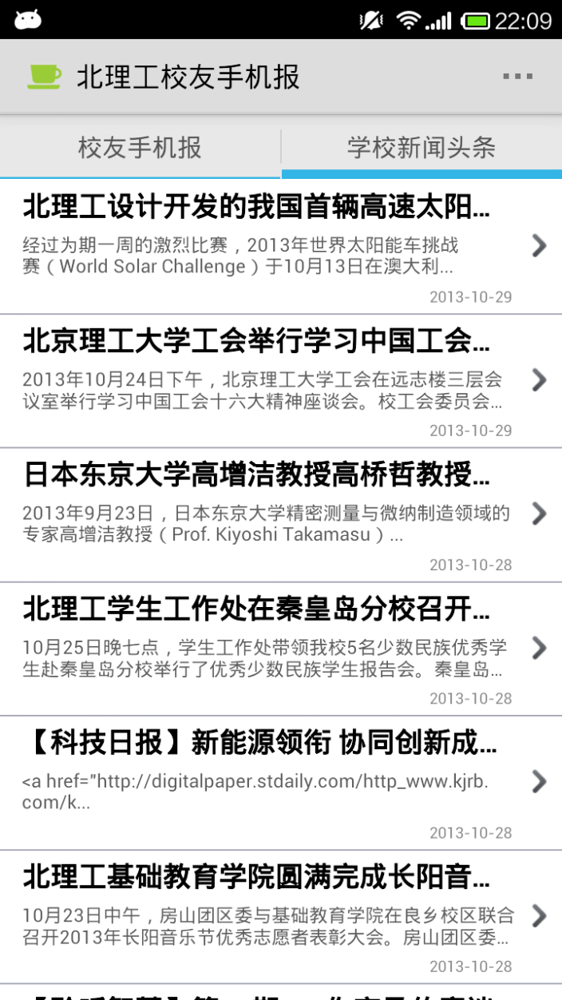 22:09
北理工校友手机报
校友手机报
学校新闻头条
北理工设计开发的我国首辆高速太阳...
经过为期一周的激烈比赛，2013年世界太阳能车挑战
赛（World Solar Challenge）于10月13日在澳大利...
2013-10-29
北京理工大学工会举行学习中国工会...
2013年10月24日下午，北京理工大学工会在远志楼三层会
议室举行学习中国工会十六大精神座谈会。校工会委员会...
2013-10-29
日本东京大学高增洁教授高桥哲教授...
2013年9月23日，日本东京大学精密测量与微纳制造领域的
专家高增洁教授（Prof. Kiyoshi Takamasu）...
2013-10-28
北理工学生工作处在秦皇岛分校召开...
10月25日晚七点，学生工作处带领我校5名少数民族优秀学
生赴秦皇岛分校举行了优秀少数民族学生报告会。秦皇岛...
2013-10-28
【科技日报】新能源领衔 协同创新成...
<a href="http://digitalpaper.stdaily.com/http_www.kjrb.
com/k...
2013-10-28
北理工基础教育学院圆满完成长阳音...
10月23日中午，房山团区委与基础教育学院在良乡校区联合
召开2013年长阳音乐节优秀志愿者表彰大会。房山团区委...
2013-10-28